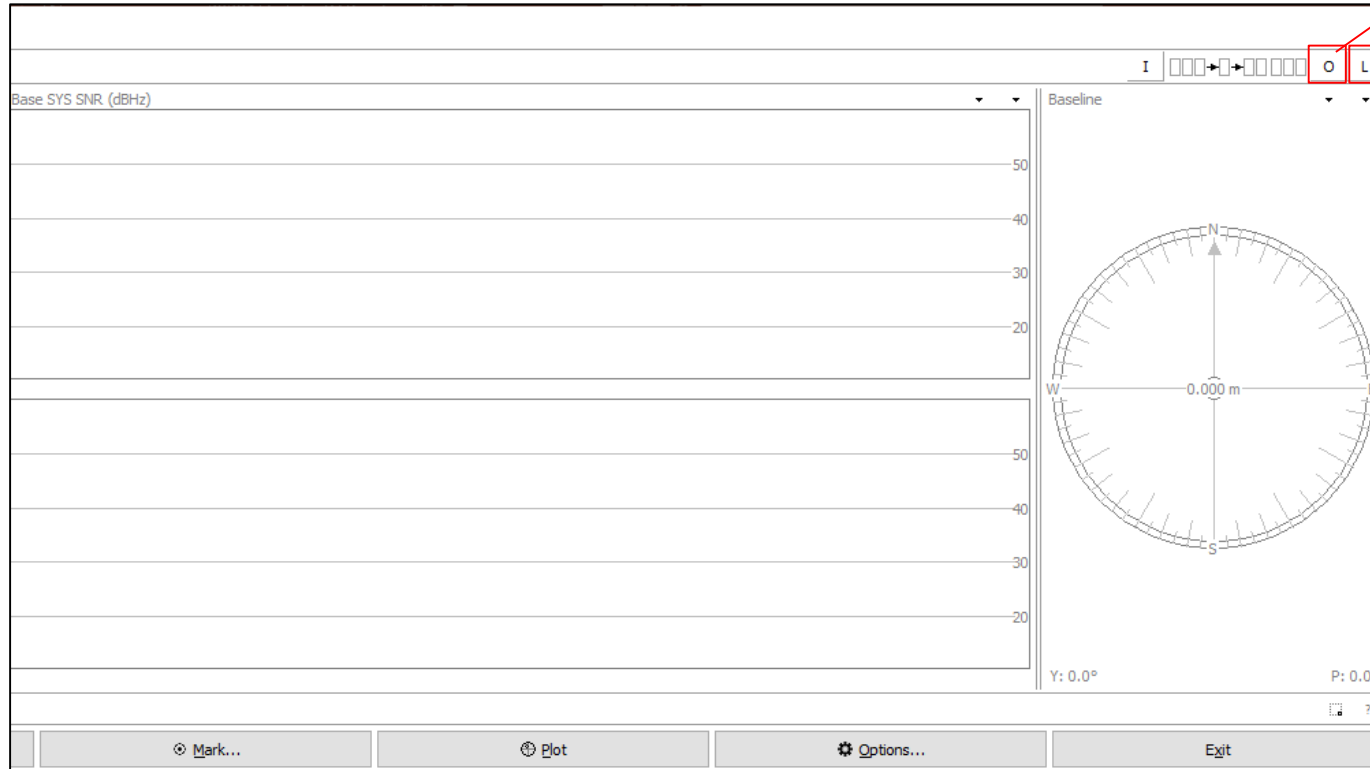 I O L
Base SYS SNR (dBHz)
Baseline
50
40
30
20
50
40
30
20
N
W
0.000 m
S
Y: 0.0°
P: 0.0
?
Mark...
Plot
Options...
Exit